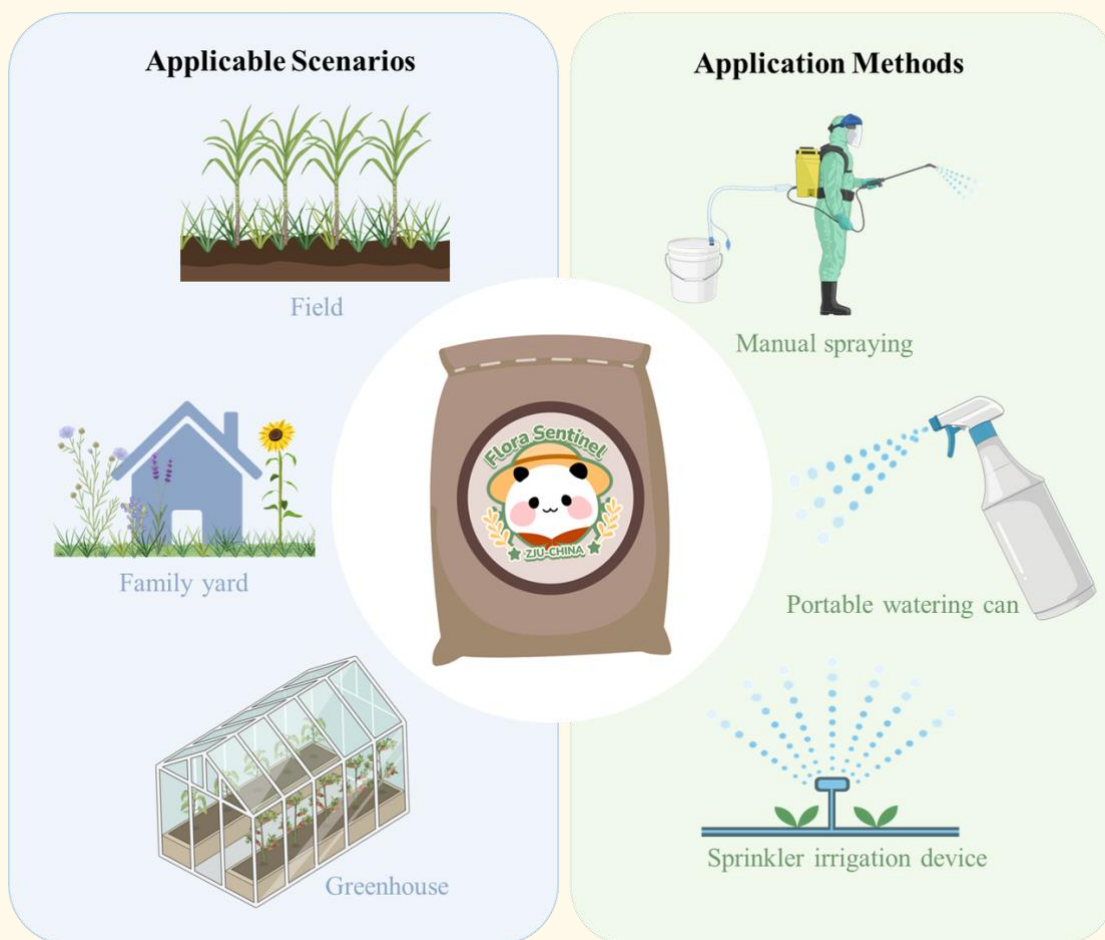 Applicable Scenarios
Field
Family yard
Greenhouse
Flora Sentinel
ZJU-CHINA
Application Methods
Manual spraying
Portable watering can
Sprinkler irrigation device